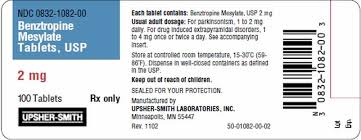 NDC 0832-1082-00
Benztropine
Mesylate
Tablets, USP
2 mg
100 Tablets Rx only
UPSHER-SMITH
Each tablet contains: Benztropine Mesylate, USP 2 mg
Usual adult dosage: For parkinsonism, 1 to 2 mg
daily. For drug induced extrapyramidal disorders, 1
to 4 mg once or twice a day. See accompanying
insert.
Store at controlled room temperature, 15-30°C (59-
86°F). Dispense in well-closed containers as defined
in the USP.
Keep out of reach of children.
SEALED FOR YOUR PROTECTION.
Manufactured by
UPSHER-SMITH LABORATORIES, INC.
Minneapolis, MN 55447
Rev. 1102 50-01082-00-02
0832-1082-00
N
3
0832-1082-00
3
Lot